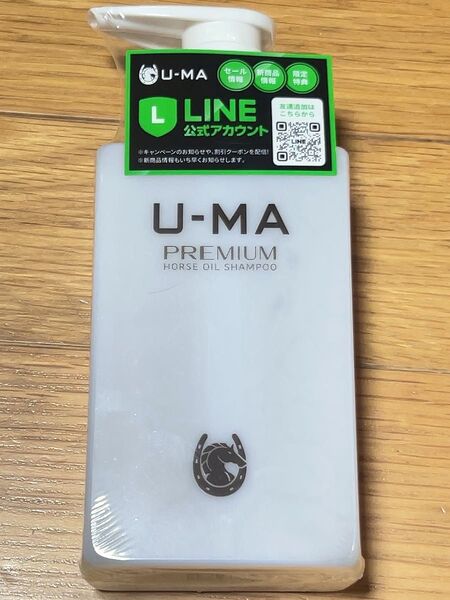 U-MA
セール
情報
新商品
情報
限定
特典
L
LINE
公式アカウント
友達追加は
こちらから
LINE
※キャンペーンのお知らせや、割引クーポンを配信!
※新商品情報もいち早くお知らせします。
U-MA
PREMIUM
HORSE OIL SHAMPOO